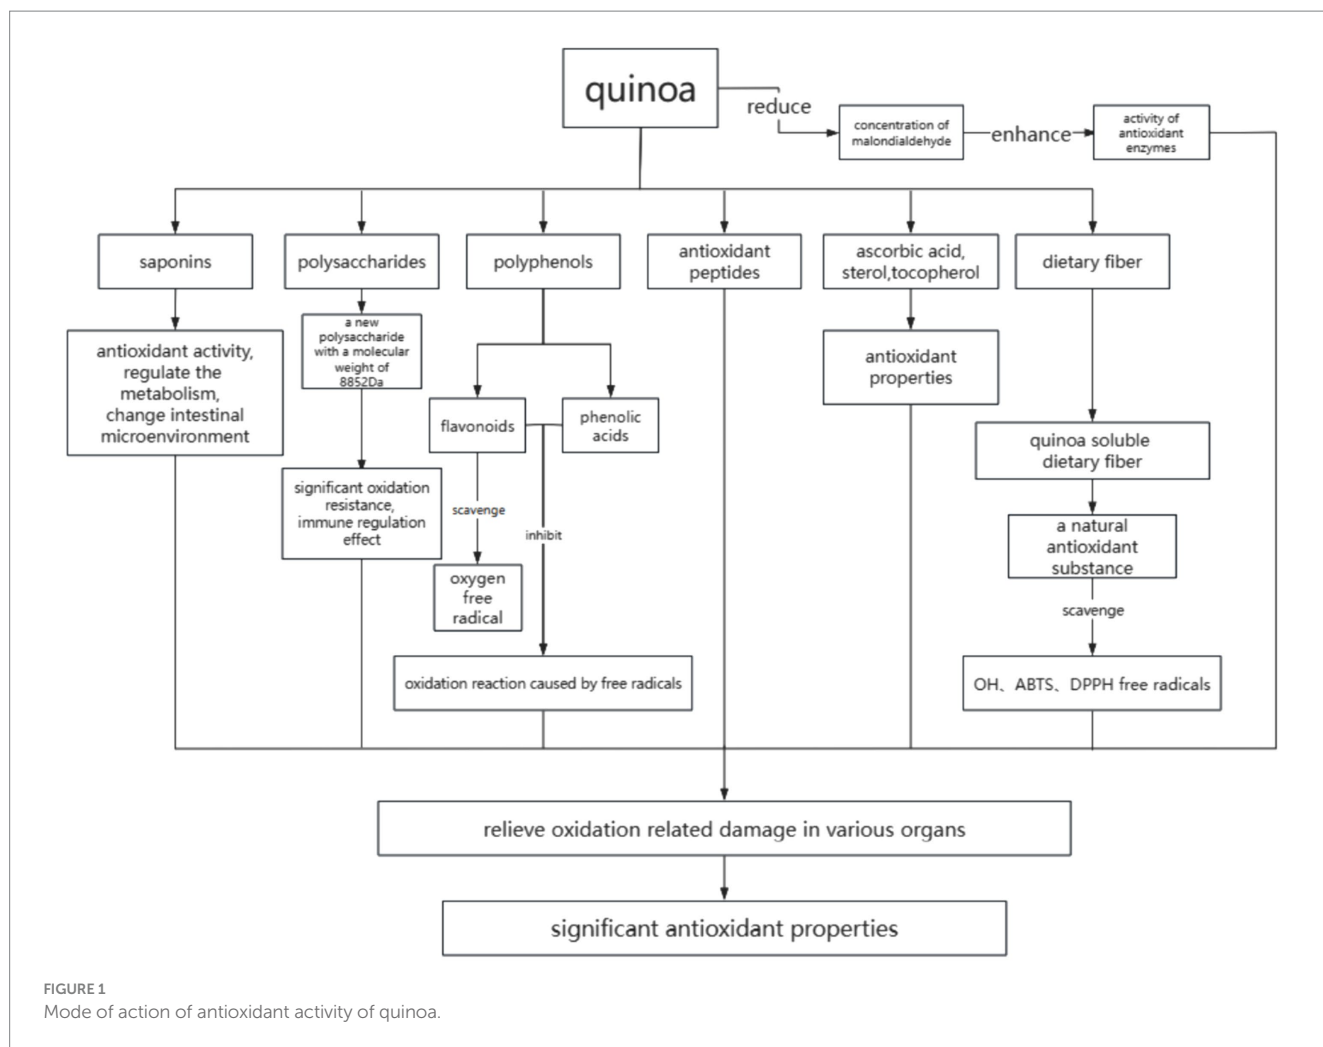 quinoa
reduce
concentration of
malondialdehyde
enhance
activity of
antioxidant
enzymes
saponins
polysaccharides
polyphenols
antioxidant
peptides
ascorbic acid,
sterol,tocopherol
dietary fiber
antioxidant activity,
regulate the
metabolism,
change intestinal
microenvironment
a new
polysaccharide
with a molecular
weight of
8852Da
significant oxidation
resistance,
immune regulation
effect
flavonoids
phenolic
acids
scavenge
inhibit
oxygen
free
radical
oxidation reaction caused by free radicals
antioxidant
properties
quinoa soluble
dietary fiber
a natural
antioxidant
substance
scavenge
OH、ABTS、DPPH free radicals
relieve oxidation related damage in various organs
significant antioxidant properties
FIGURE 1
Mode of action of antioxidant activity of quinoa.